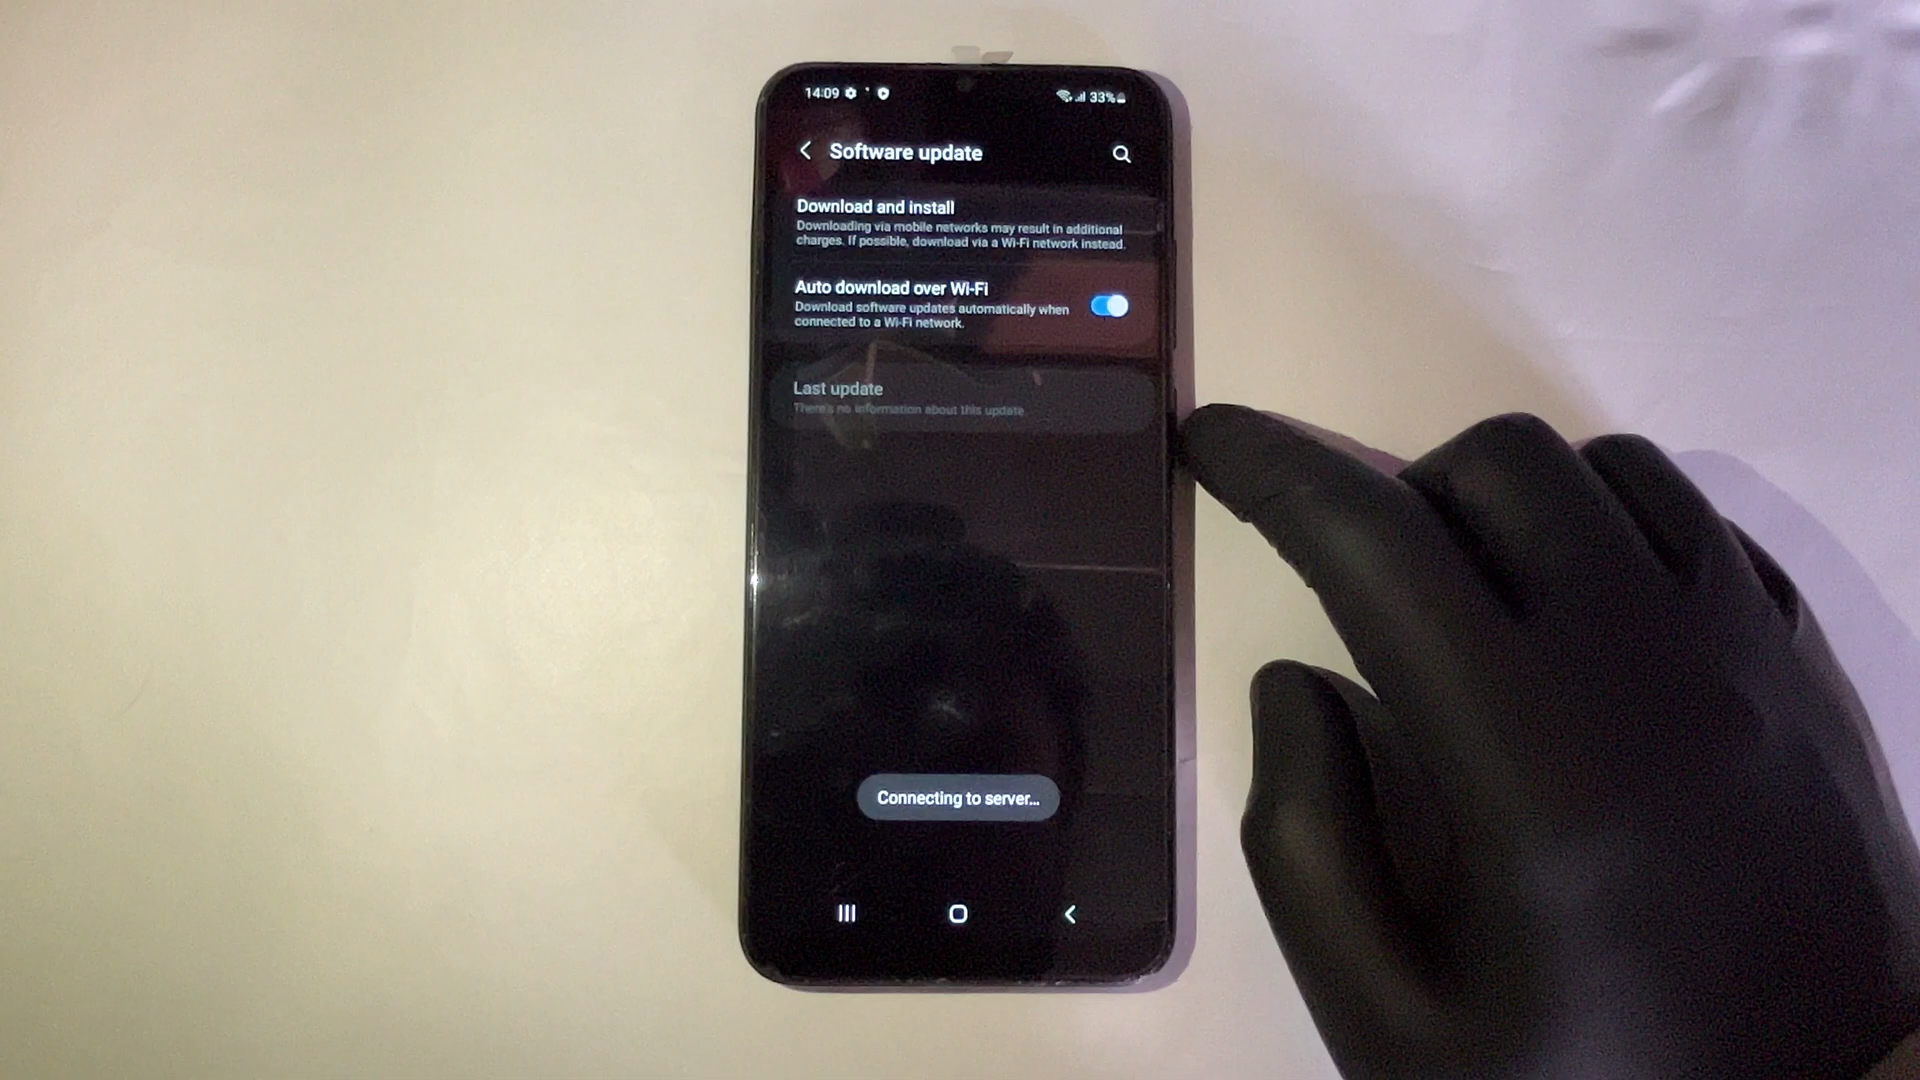 14:09
33%
Software update
Download and install
Downloading via mobile networks may result in additional
charges. If possible, download via a Wi-Fi network instead.
Auto download over Wi-Fi
Download software updates automatically when
connected to a Wi-Fi network.
Last update
There's no information about this update
Connecting to server...